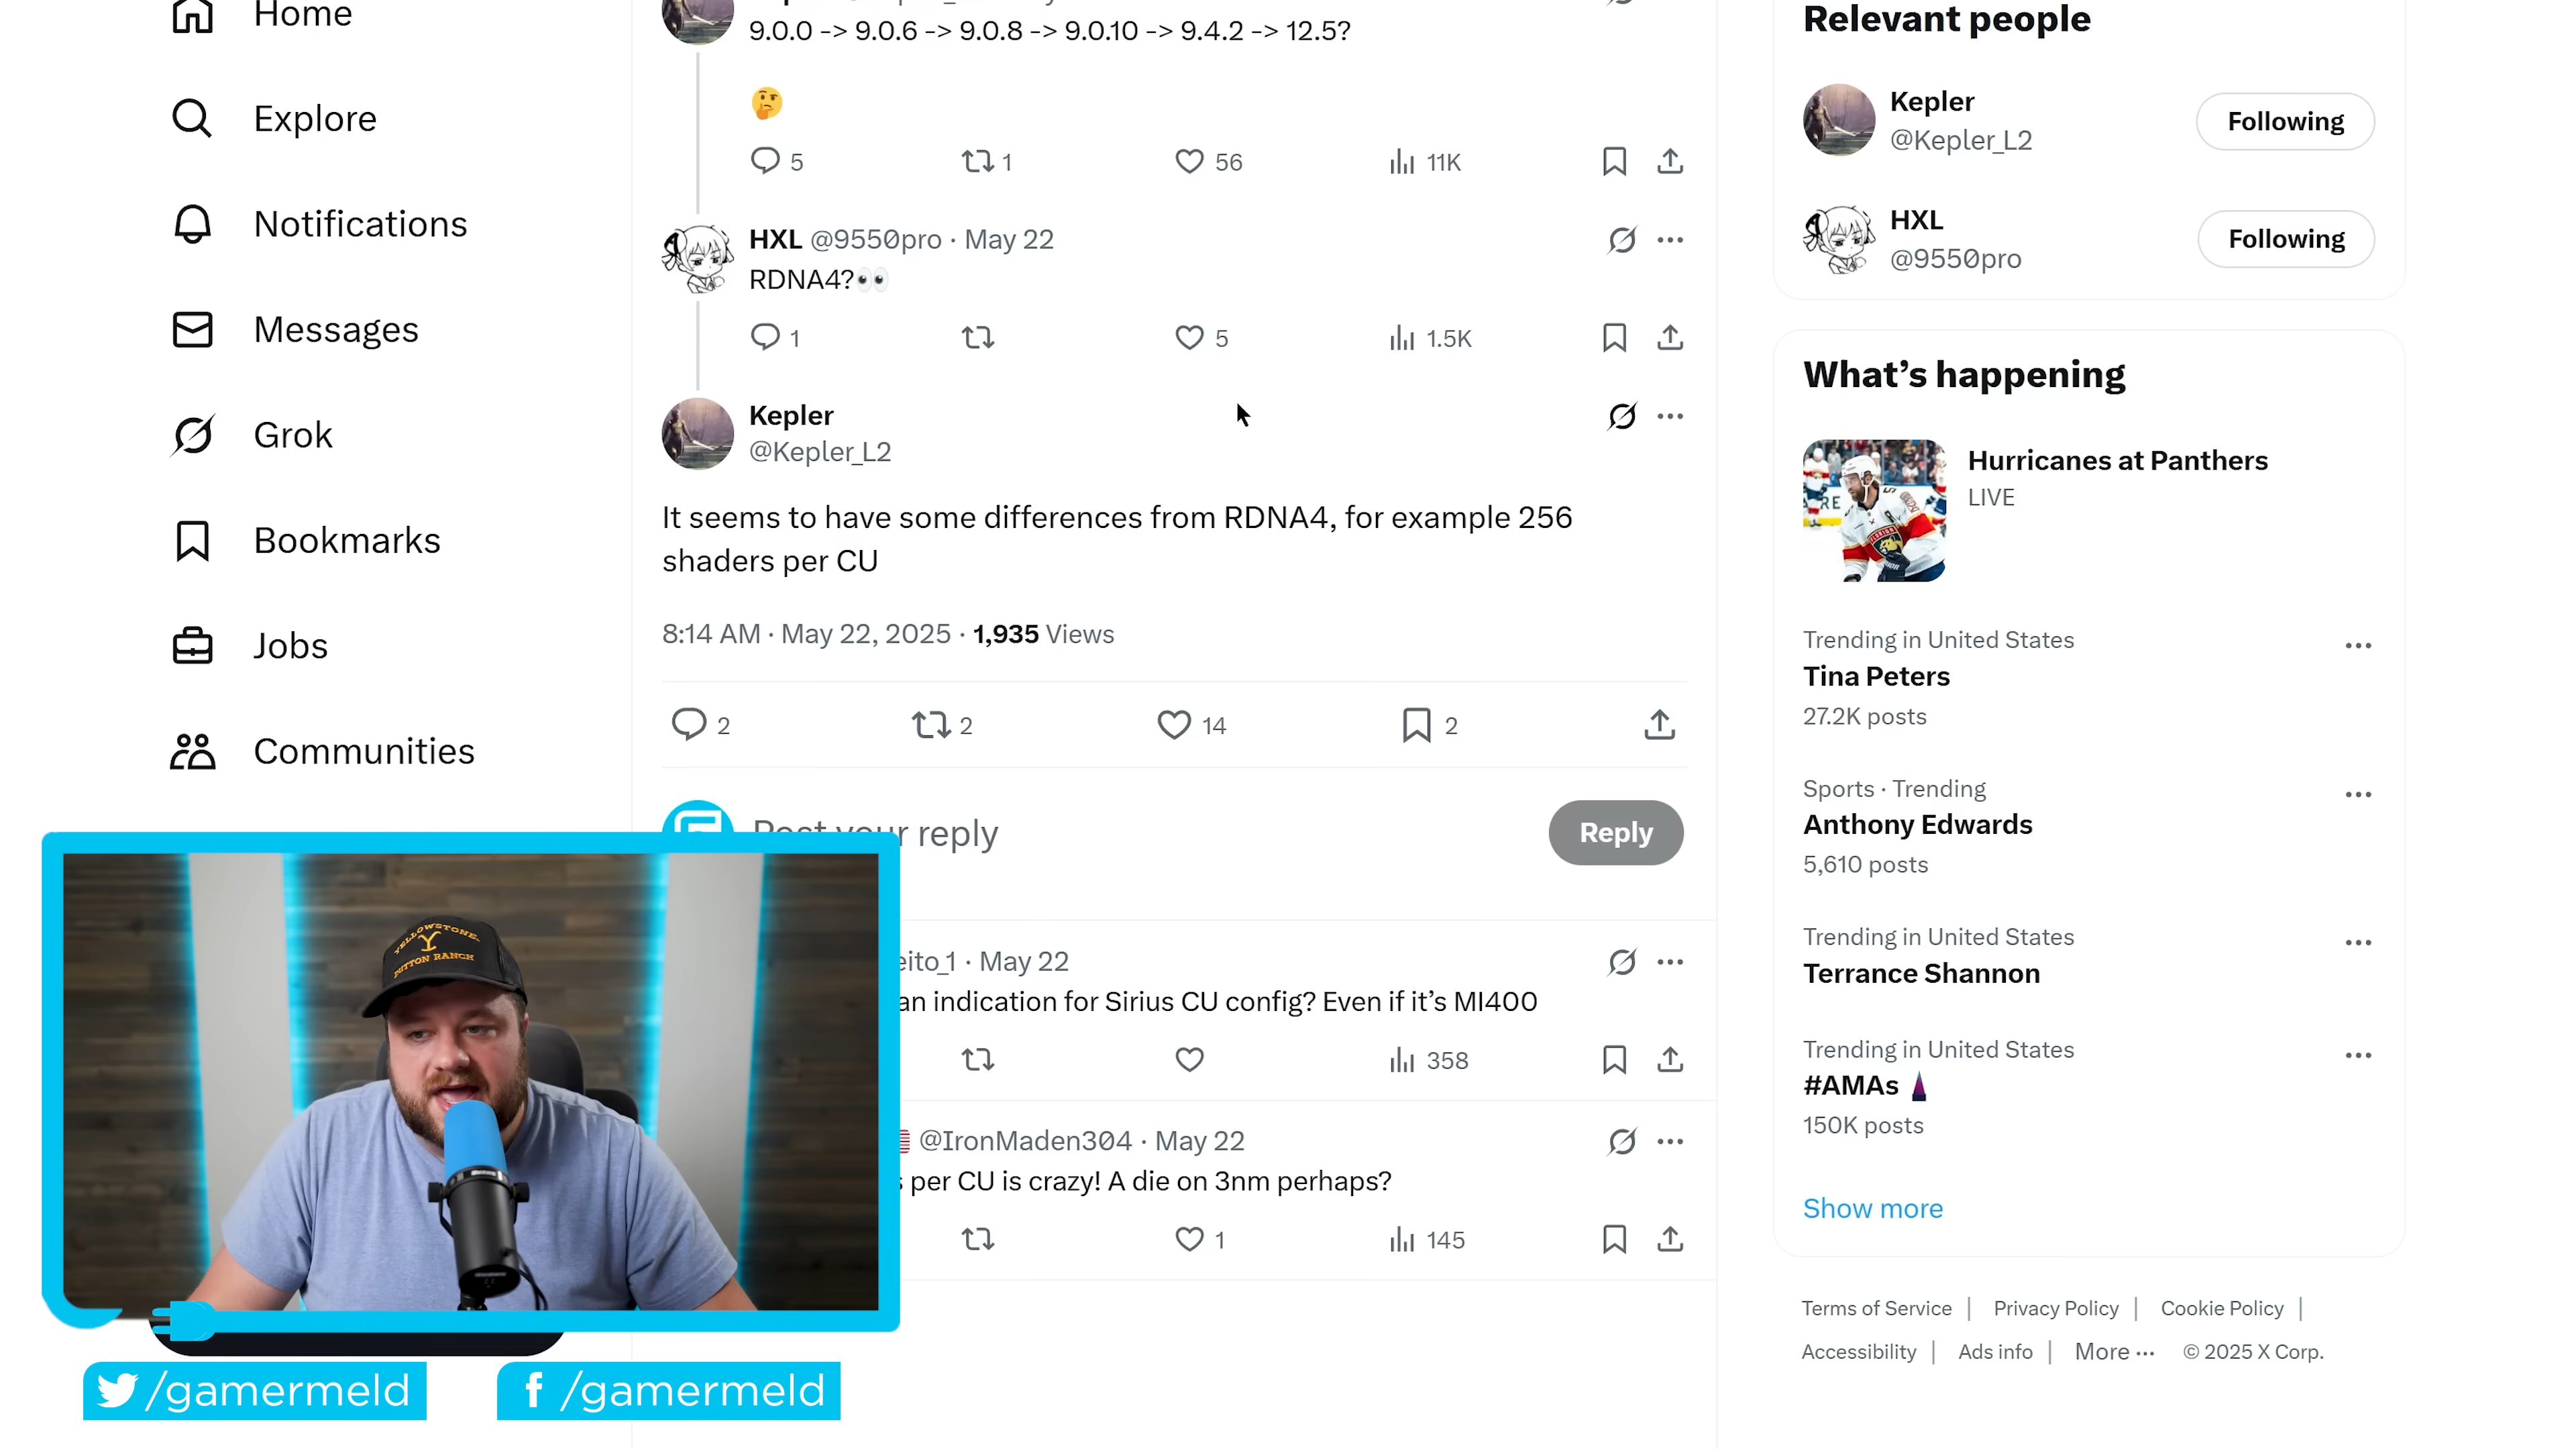 Home
Explore
Notifications
Messages
Grok
Bookmarks
Jobs
Communities
9.0.0 -> 9.0.6 -> 9.0.8 -> 9.0.10 -> 9.4.2 -> 12.5?
🤔
5 1 56 11K
HXL @9550pro · May 22
RDNA4?👀
1 5 1.5K
Kepler
@Kepler_L2
It seems to have some differences from RDNA4, for example 256
shaders per CU
8:14 AM · May 22, 2025 · 1,935 Views
2 2 14 2
reply
Reply
eito_1 · May 22
an indication for Sirius CU config? Even if it's MI400
358
@IronMaden304 · May 22
per CU is crazy! A die on 3nm perhaps?
1 145
Relevant people
Kepler
@Kepler_L2
Following
HXL
@9550pro
Following
What's happening
Hurricanes at Panthers
LIVE
Trending in United States
Tina Peters
27.2K posts
Sports · Trending
Anthony Edwards
5,610 posts
Trending in United States
Terrance Shannon
Trending in United States
#AMAs
150K posts
Show more
Terms of Service | Privacy Policy | Cookie Policy |
Accessibility | Ads info | More ··· © 2025 X Corp.
YELLOWSTONE
Y
DUTTON RANCH
/gamermeld
f /gamermeld